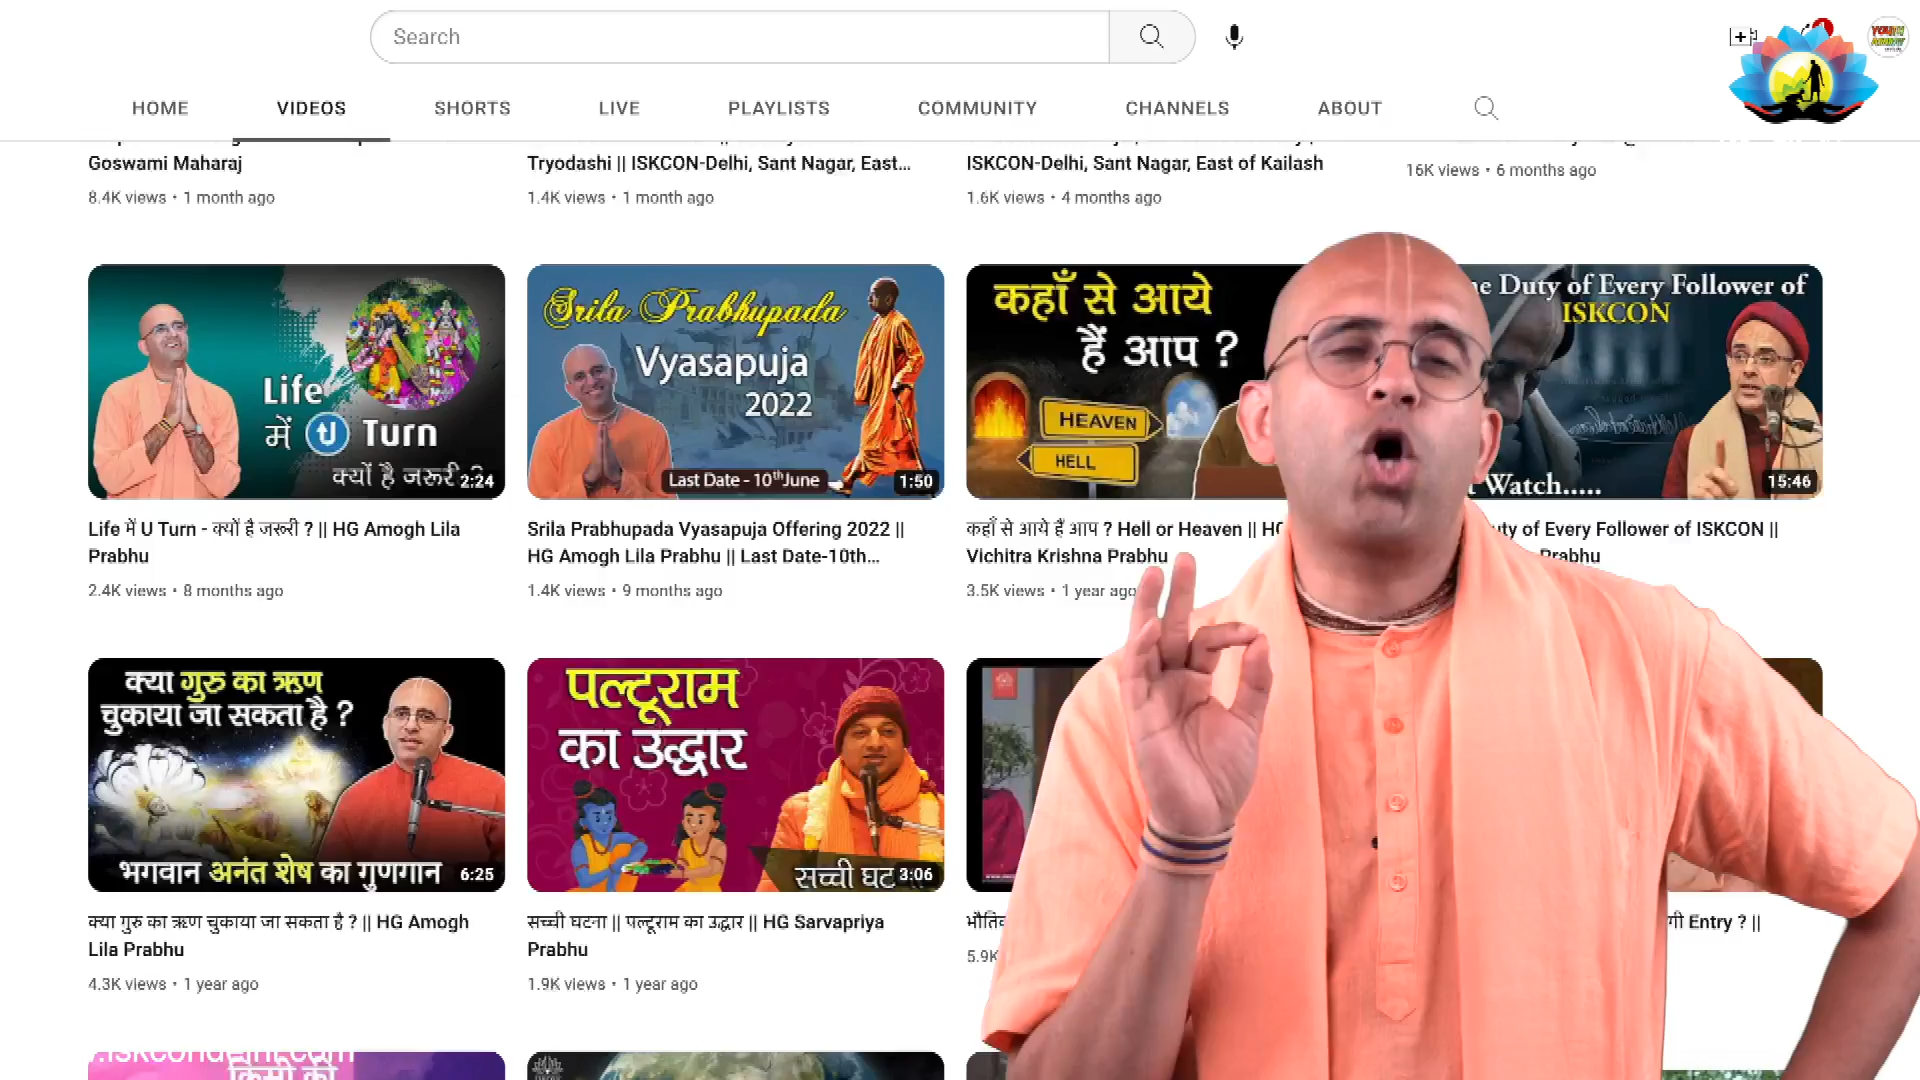 Search
HOME
VIDEOS
SHORTS
LIVE
PLAYLISTS
COMMUNITY
CHANNELS
ABOUT
Goswami Maharaj
8.4K views • 1 month ago
Tryodashi || ISKCON-Delhi, Sant Nagar, East...
1.4K views • 1 month ago
ISKCON-Delhi, Sant Nagar, East of Kailash
1.6K views • 4 months ago
16K views • 6 months ago
Life
में U Turn
क्यों है जरूरी
2:24
Life में U Turn - क्यों है जरूरी ? || HG Amogh Lila
Prabhu
2.4K views • 8 months ago
Srila Prabhupada
Vyasapuja
2022
Last Date - 10th June
1:50
Srila Prabhupada Vyasapuja Offering 2022 ||
HG Amogh Lila Prabhu || Last Date-10th...
1.4K views • 9 months ago
कहाँ से आये
हैं आप ?
HEAVEN
HELL
कहाँ से आये हैं आप ? Hell or Heaven ||
Vichitra Krishna Prabhu
3.5K views • 1 year ago
Duty of Every Follower of
ISKCON
Watch.....
15:46
of Every Follower of ISKCON ||
Prabhu
क्या गुरु का ऋण
चुकाया जा सकता है ?
भगवान अनंत शेष का गुणगान
6:25
क्या गुरु का ऋण चुकाया जा सकता है ? || HG Amogh
Lila Prabhu
4.3K views • 1 year ago
पल्टूराम
का उद्धार
सच्ची
3:06
सच्ची घटना || पल्टूराम का उद्धार || HG Sarvapriya
Prabhu
1.9K views • 1 year ago
5.9K
Entry ? ||
किसी की